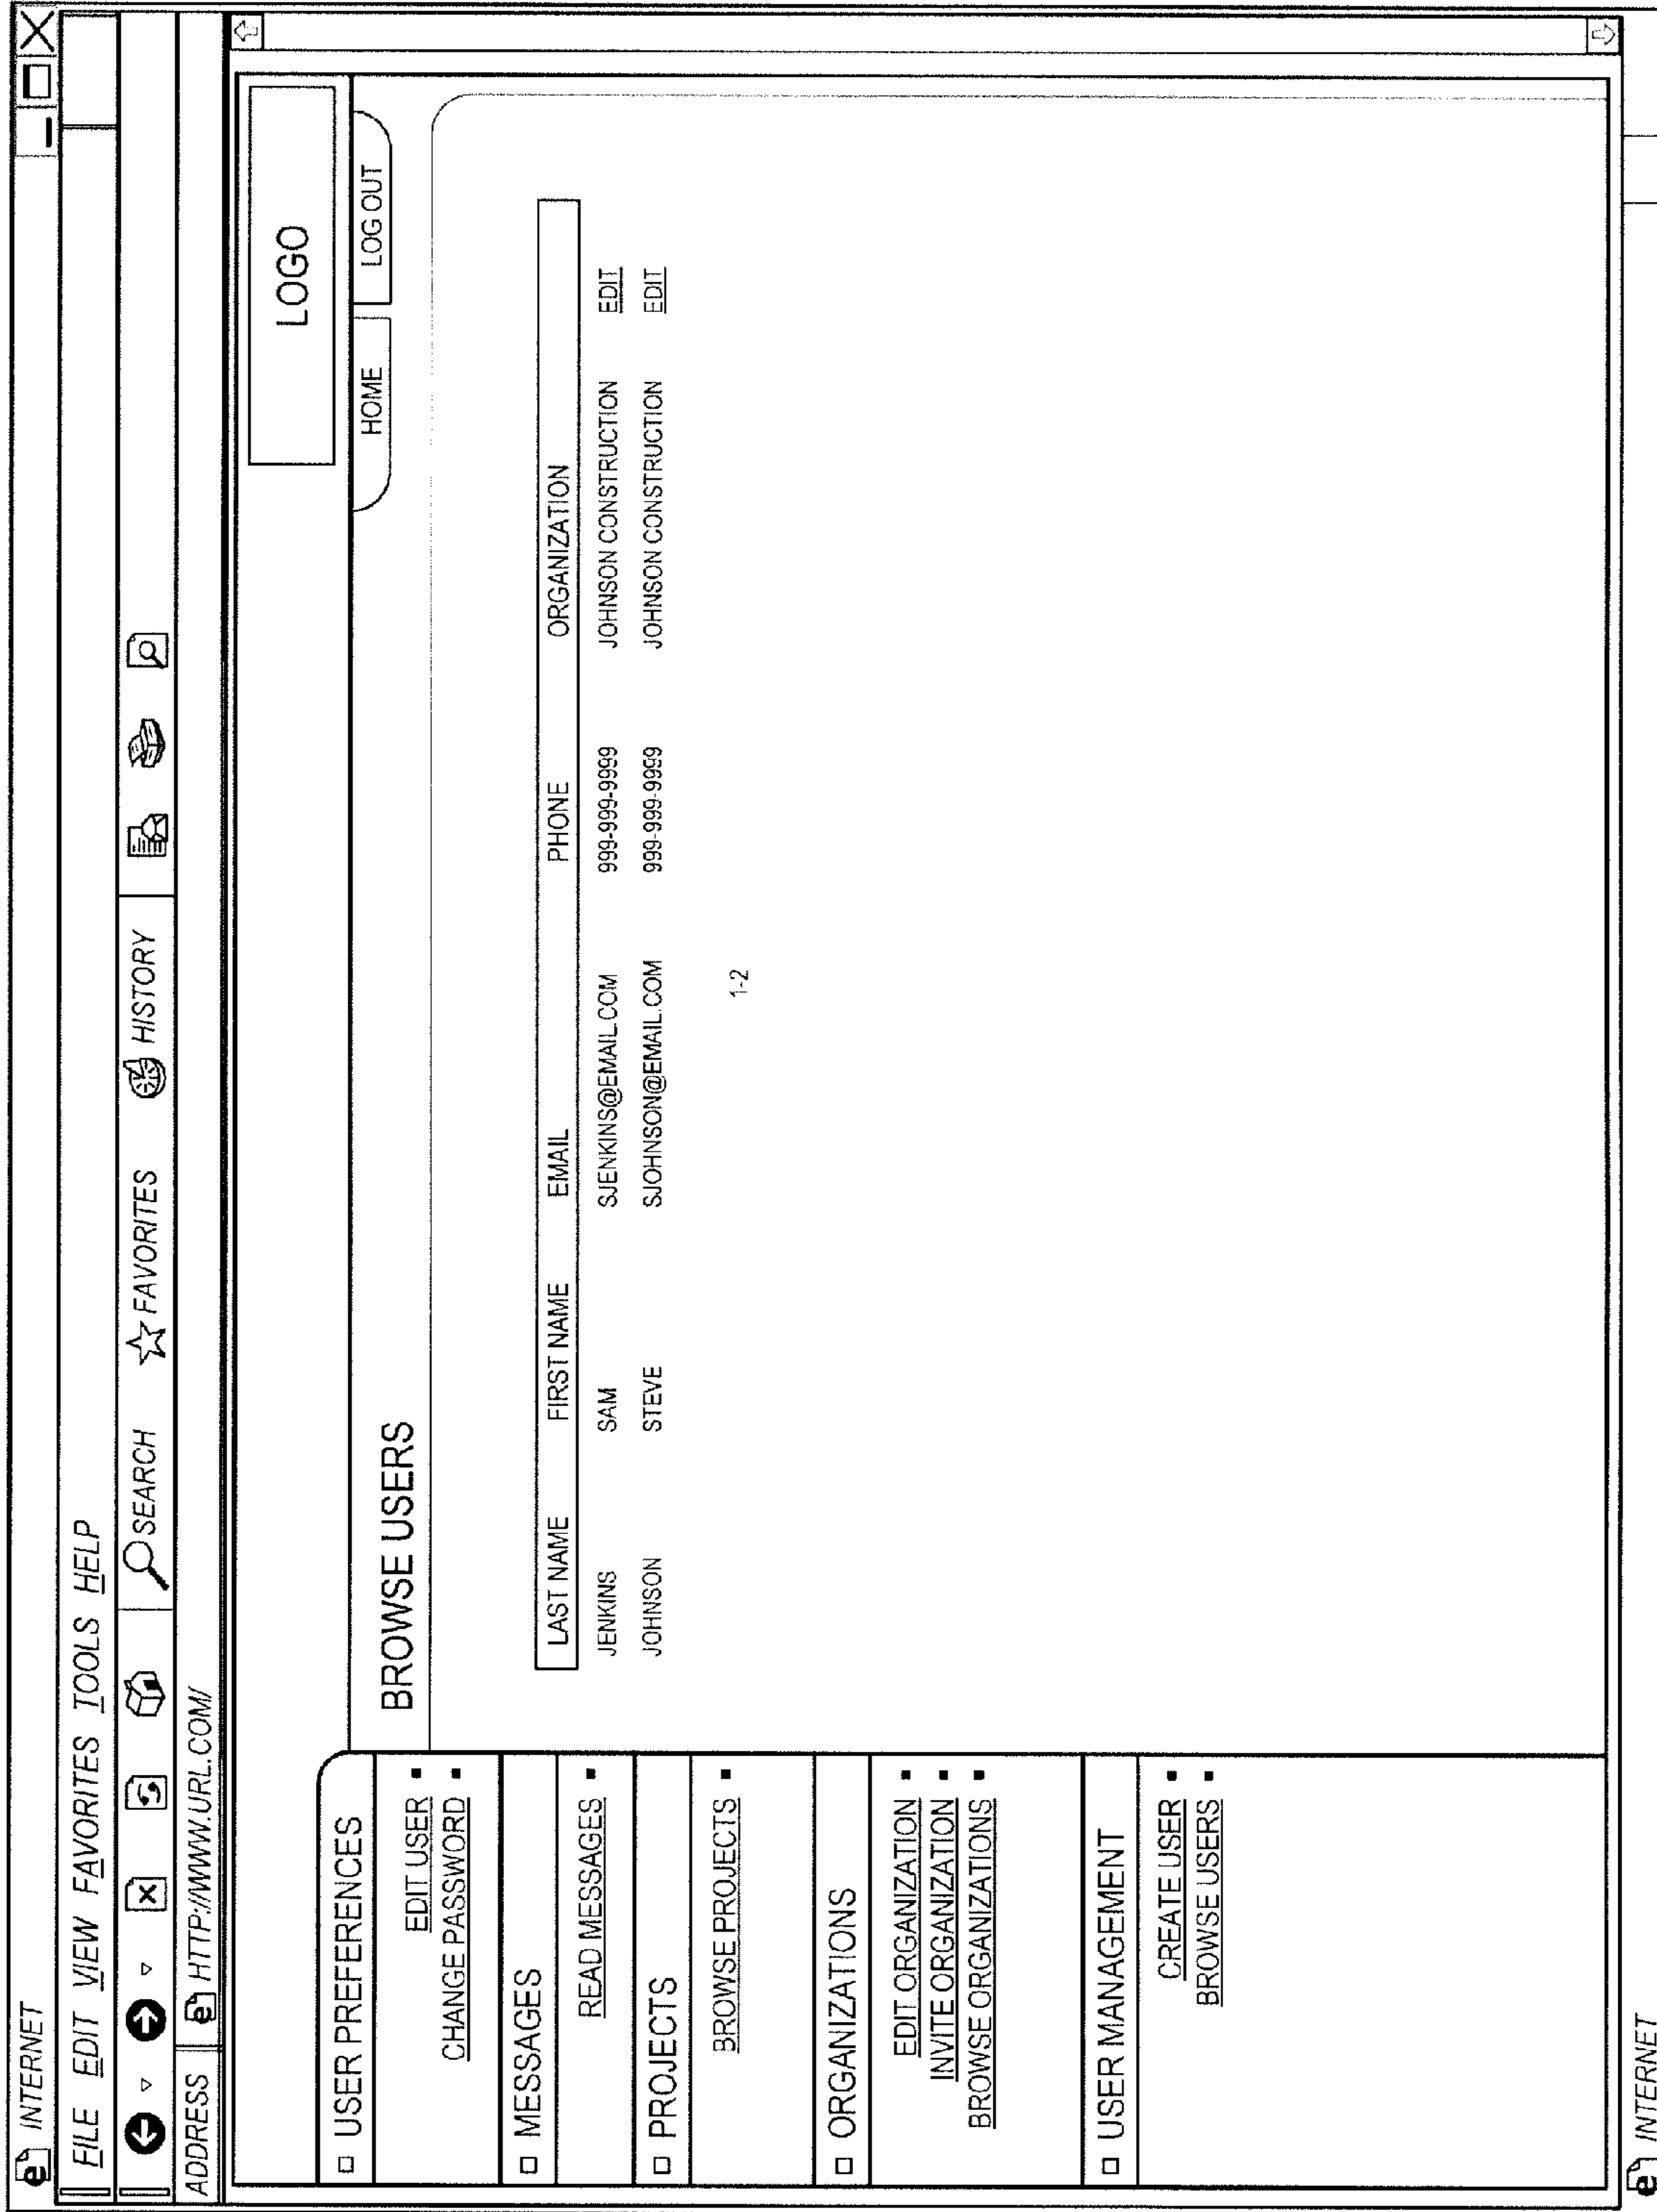 INTERNET
FILE EDIT VIEW FAVORITES TOOLS HELP
SEARCH FAVORITES HISTORY
ADDRESS HTTP://WWW.URL.COM/
LOGO
HOME LOG OUT
BROWSE USERS
USER PREFERENCES
EDIT USER
CHANGE PASSWORD
MESSAGES
READ MESSAGES
PROJECTS
BROWSE PROJECTS
ORGANIZATIONS
EDIT ORGANIZATION
INVITE ORGANIZATION
BROWSE ORGANIZATIONS
USER MANAGEMENT
CREATE USER
BROWSE USERS
LAST NAME FIRST NAME EMAIL PHONE ORGANIZATION
JENKINS SAM SJENKINS@EMAIL.COM 999-999-9999 JOHNSON CONSTRUCTION EDIT
JOHNSON STEVE SJOHNSON@EMAIL.COM 999-999-9999 JOHNSON CONSTRUCTION EDIT
1-2
INTERNET